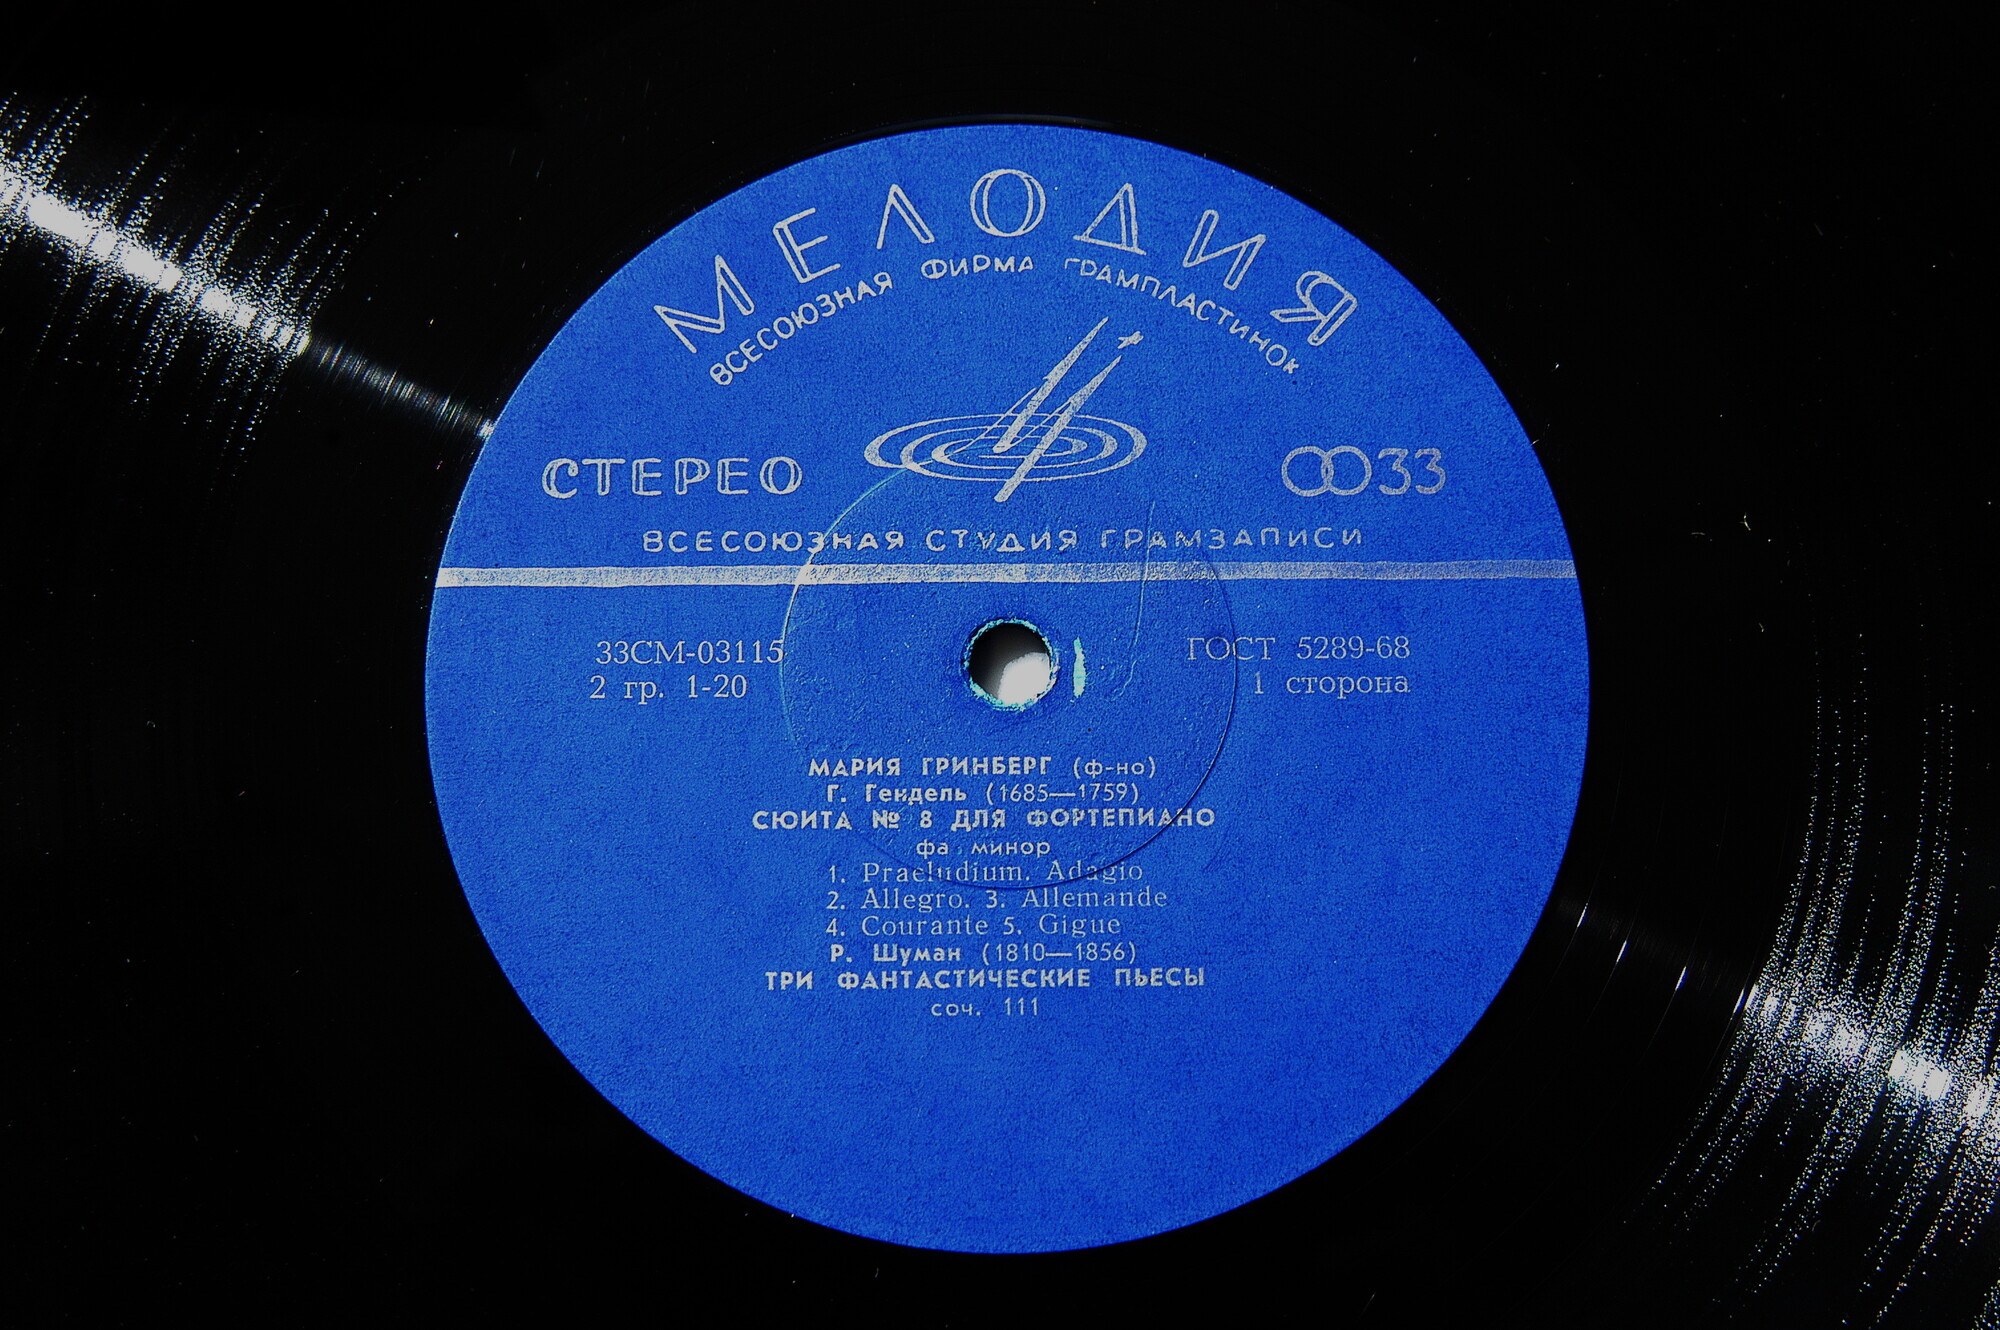 МЕЛОДИЯ
ВСЕСОЮЗНАЯ ФИРМА ГРАМПЛАСТИНОК
СТЕРЕО
33
ВСЕСОЮЗНАЯ СТУДИЯ ГРАМЗАПИСИ
33СМ-03115 ГОСТ 5289-68
2 гр. 1-20 1 сторона
МАРИЯ ГРИНБЕРГ (ф-но)
Г. Гендель (1685—1759)
СЮИТА № 8 ДЛЯ ФОРТЕПИАНО
фа минор
1. Praeludium. Adagio
2. Allegro. 3. Allemande
4. Courante 5. Gigue
Р. Шуман (1810—1856)
ТРИ ФАНТАСТИЧЕСКИЕ ПЬЕСЫ
соч. 111